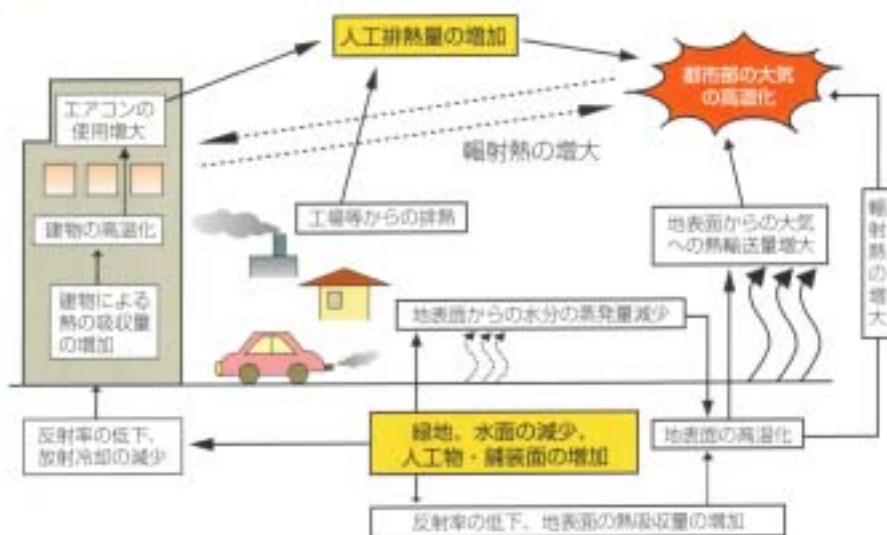 人工排熱量の増加
都市部の大気
の高温化
エアコンの
使用増大
輻射熱の増大
工場等からの排熱
建物の高温化
地表面からの大気
への熱輸送量増大
輻射熱の増大
建物による
熱の吸収量
の増加
地表面からの水分の蒸発量減少
反射率の低下、
放射冷却の減少
緑地、水面の減少、
人工物・舗装面の増加
地表面の高温化
反射率の低下、地表面の熱吸収量の増加